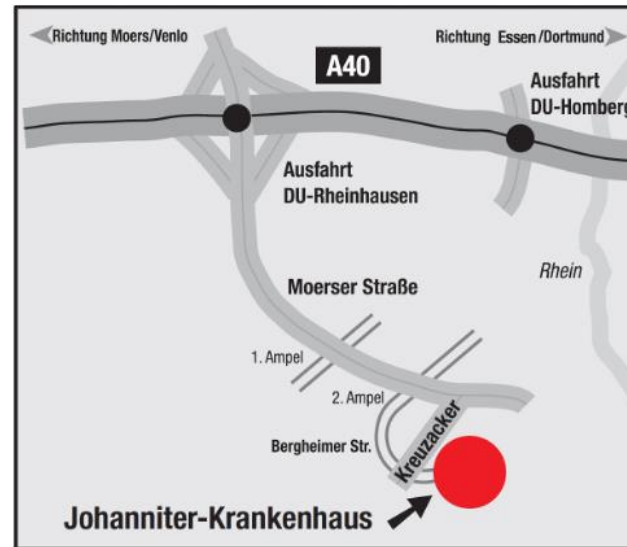 Richtung Moers/Venlo
Richtung Essen/Dortmund
A40
Ausfahrt
DU-Homberg
Ausfahrt
DU-Rheinhausen
Rhein
Moerser Straße
1. Ampel
2. Ampel
Bergheimer Str.
Kreuzacker
Johanniter-Krankenhaus